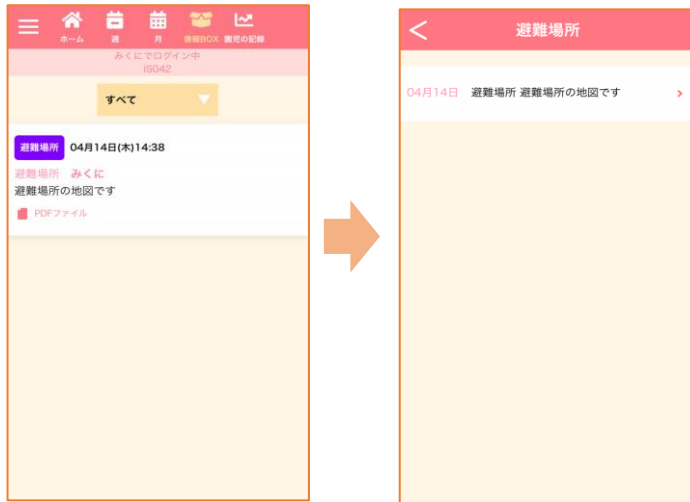 ホーム 週 月 情報BOX 園児の記録
みくにでログイン中
iS042
すべて
避難場所 04月14日(木)14:38
避難場所 みくに
避難場所の地図です
PDFファイル
避難場所
04月14日 避難場所 避難場所の地図です